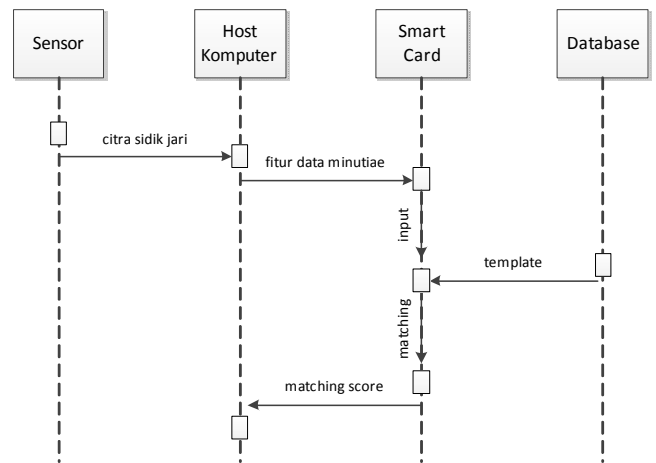 Sensor
Host
Komputer
Smart
Card
Database
citra sidik jari
fitur data minutiae
input
template
matching
matching score